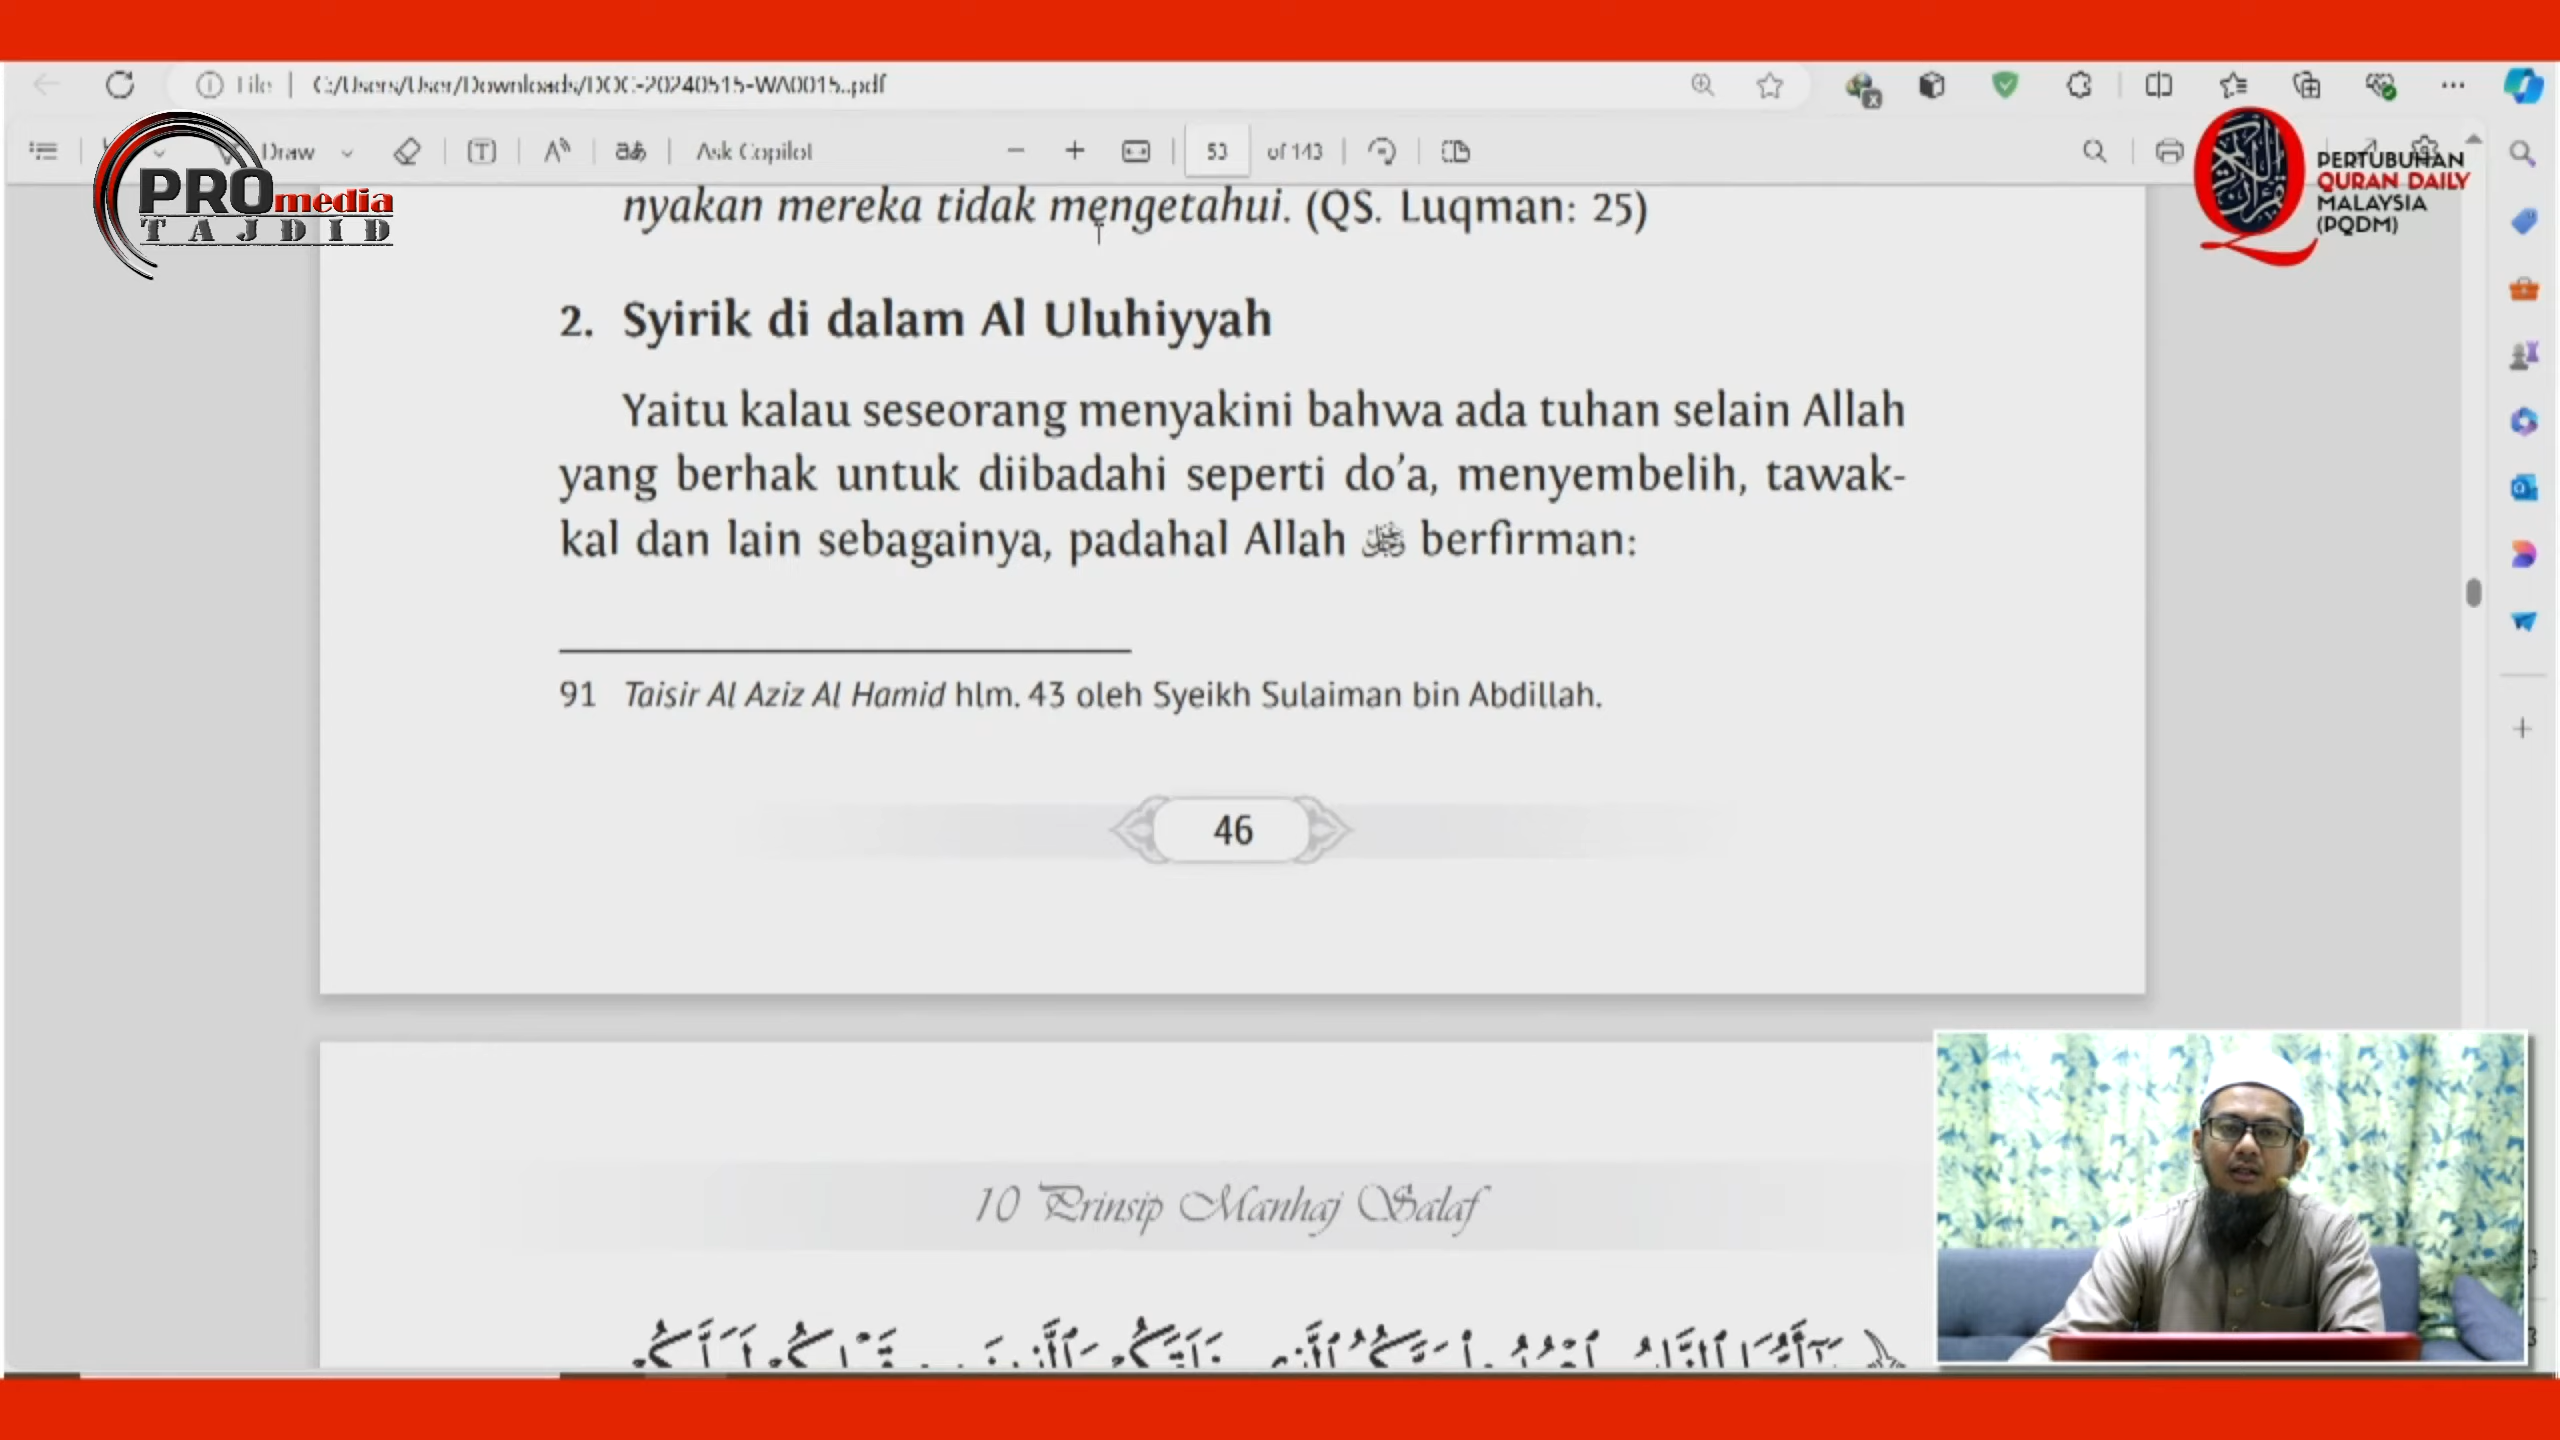 File
C:/Users/User/Downloads/DOC-20240515-WA0015..pdf
Draw
Ask Copilot
53 of 143
PROmedia
TAJDID
PERTUBUHAN
QURAN DAILY
MALAYSIA
(PQDM)
nyakan mereka tidak mengetahui. (QS. Luqman: 25)
2. Syirik di dalam Al Uluhiyyah
Yaitu kalau seseorang menyakini bahwa ada tuhan selain Allah
yang berhak untuk diibadahi seperti do’a, menyembelih, tawak-
kal dan lain sebagainya, padahal Allah ﷻ berfirman:
91 Taisir Al Aziz Al Hamid hlm. 43 oleh Syeikh Sulaiman bin Abdillah.
46
10 Prinsip Manhaj Salaf